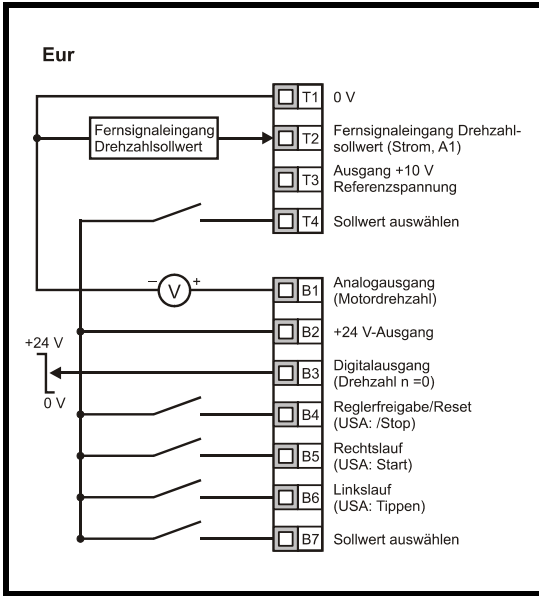 Eur
T1 0 V
Fernsignaleingang
Drehzahlsollwert
T2 Fernsignaleingang Drehzahl-
sollwert (Strom, A1)
T3 Ausgang +10 V
Referenzspannung
T4 Sollwert auswählen
– V +
B1 Analogausgang
(Motordrehzahl)
B2 +24 V-Ausgang
+24 V
0 V
B3 Digitalausgang
(Drehzahl n =0)
B4 Reglerfreigabe/Reset
(USA: /Stop)
B5 Rechtslauf
(USA: Start)
B6 Linkslauf
(USA: Tippen)
B7 Sollwert auswählen